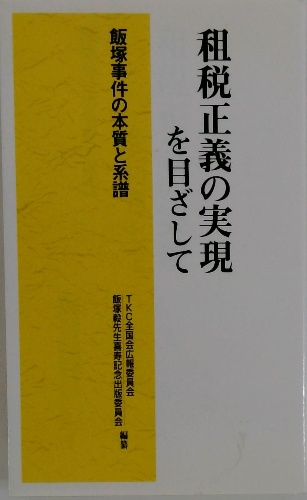 租税正義の実現
を目ざして
飯塚事件の本質と系譜
TKC全国会広報委員会
飯塚毅先生喜寿記念出版委員会
編纂